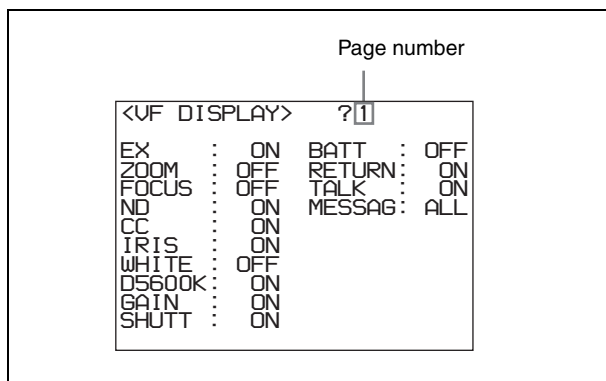 Page number
<VF DISPLAY> ?1
EX : ON BATT : OFF
ZOOM : OFF RETURN: ON
FOCUS : OFF TALK : ON
ND : ON MESSAG: ALL
CC : ON
IRIS : ON
WHITE : OFF
D5600K: ON
GAIN : ON
SHUTT : ON